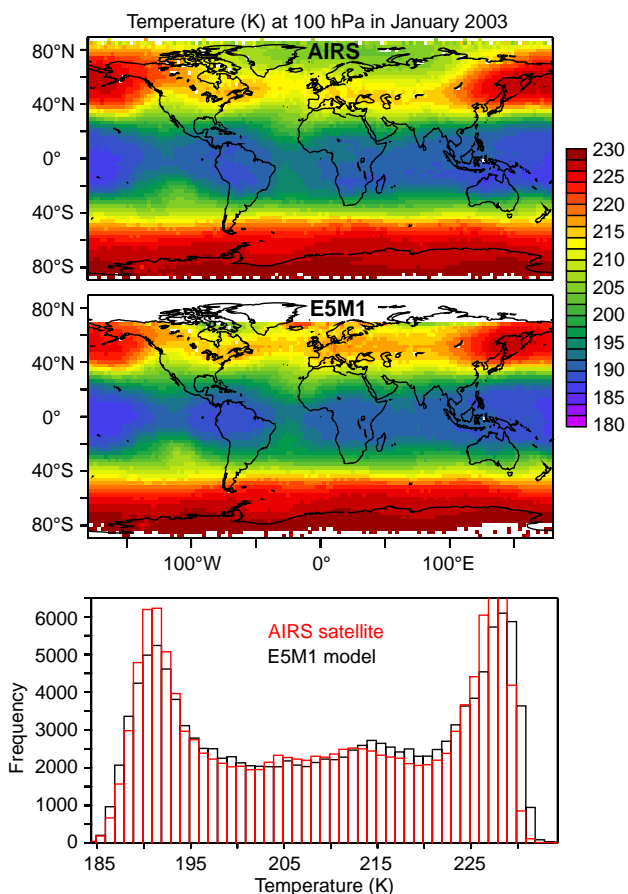 Temperature (K) at 100 hPa in January 2003
AIRS
80°N
40°N
0°
40°S
80°S
E5M1
80°N
40°N
0°
40°S
80°S
100°W
0°
100°E
230
225
220
215
210
205
200
195
190
185
180
AIRS satellite
E5M1 model
Frequency
6000
5000
4000
3000
2000
1000
0
185
195
205
215
225
Temperature (K)